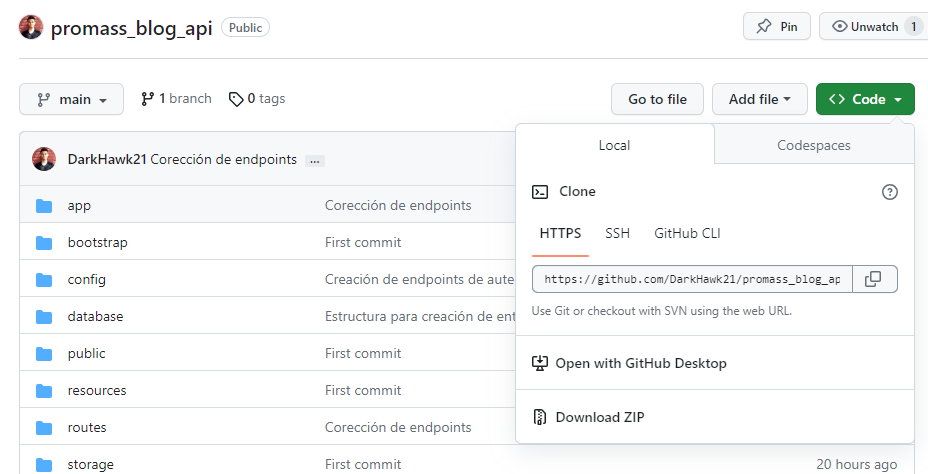 promass_blog_api Public Pin Unwatch 1
main 1 branch 0 tags Go to file Add file Code
DarkHawk21 Corección de endpoints ...
Local Codespaces
Clone
HTTPS SSH GitHub CLI
https://github.com/DarkHawk21/promass_blog_ap
Use Git or checkout with SVN using the web URL.
Open with GitHub Desktop
Download ZIP
app Corección de endpoints
bootstrap First commit
config Creación de endpoints de aute
database Estructura para creación de ent
public First commit
resources First commit
routes Corección de endpoints
storage First commit 20 hours ago